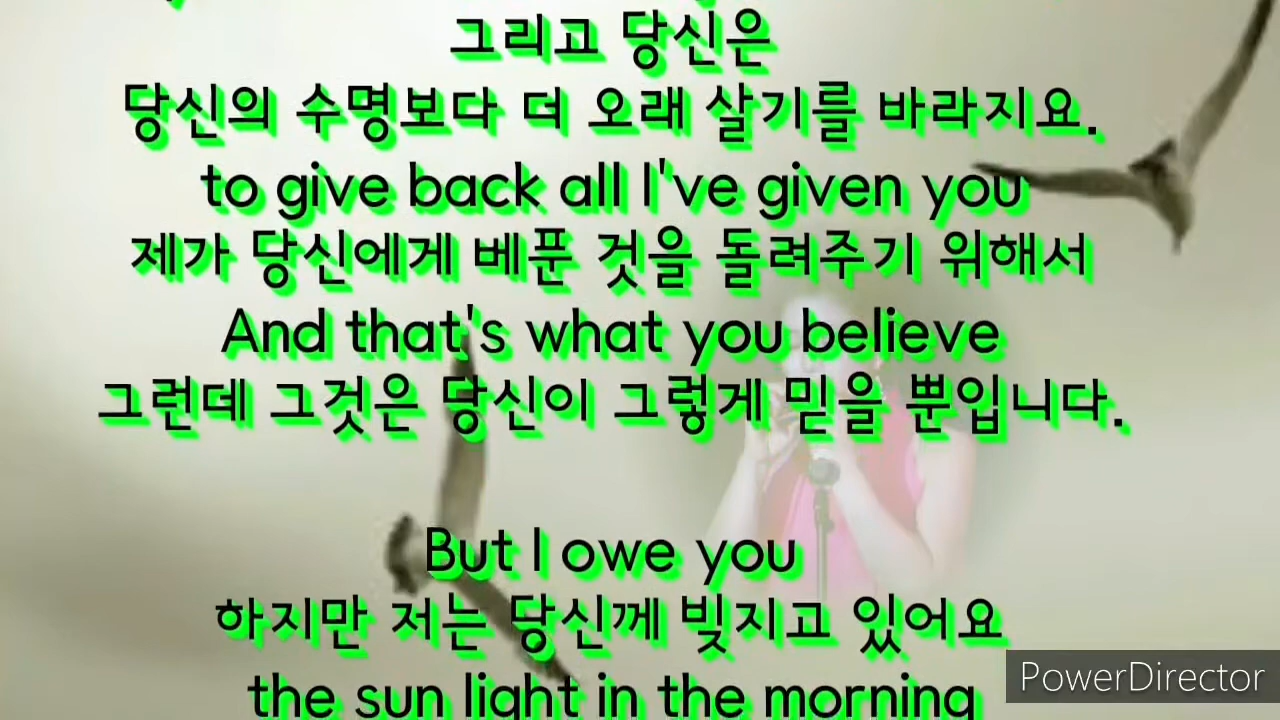 그리고 당신은
당신의 수명보다 더 오래 살기를 바라지요.
to give back all I've given you
제가 당신에게 베푼 것을 돌려주기 위해서
And that's what you believe
그런데 그것은 당신이 그렇게 믿을 뿐입니다.
But I owe you
하지만 저는 당신께 빚지고 있어요
the sun light in the morning
PowerDirector